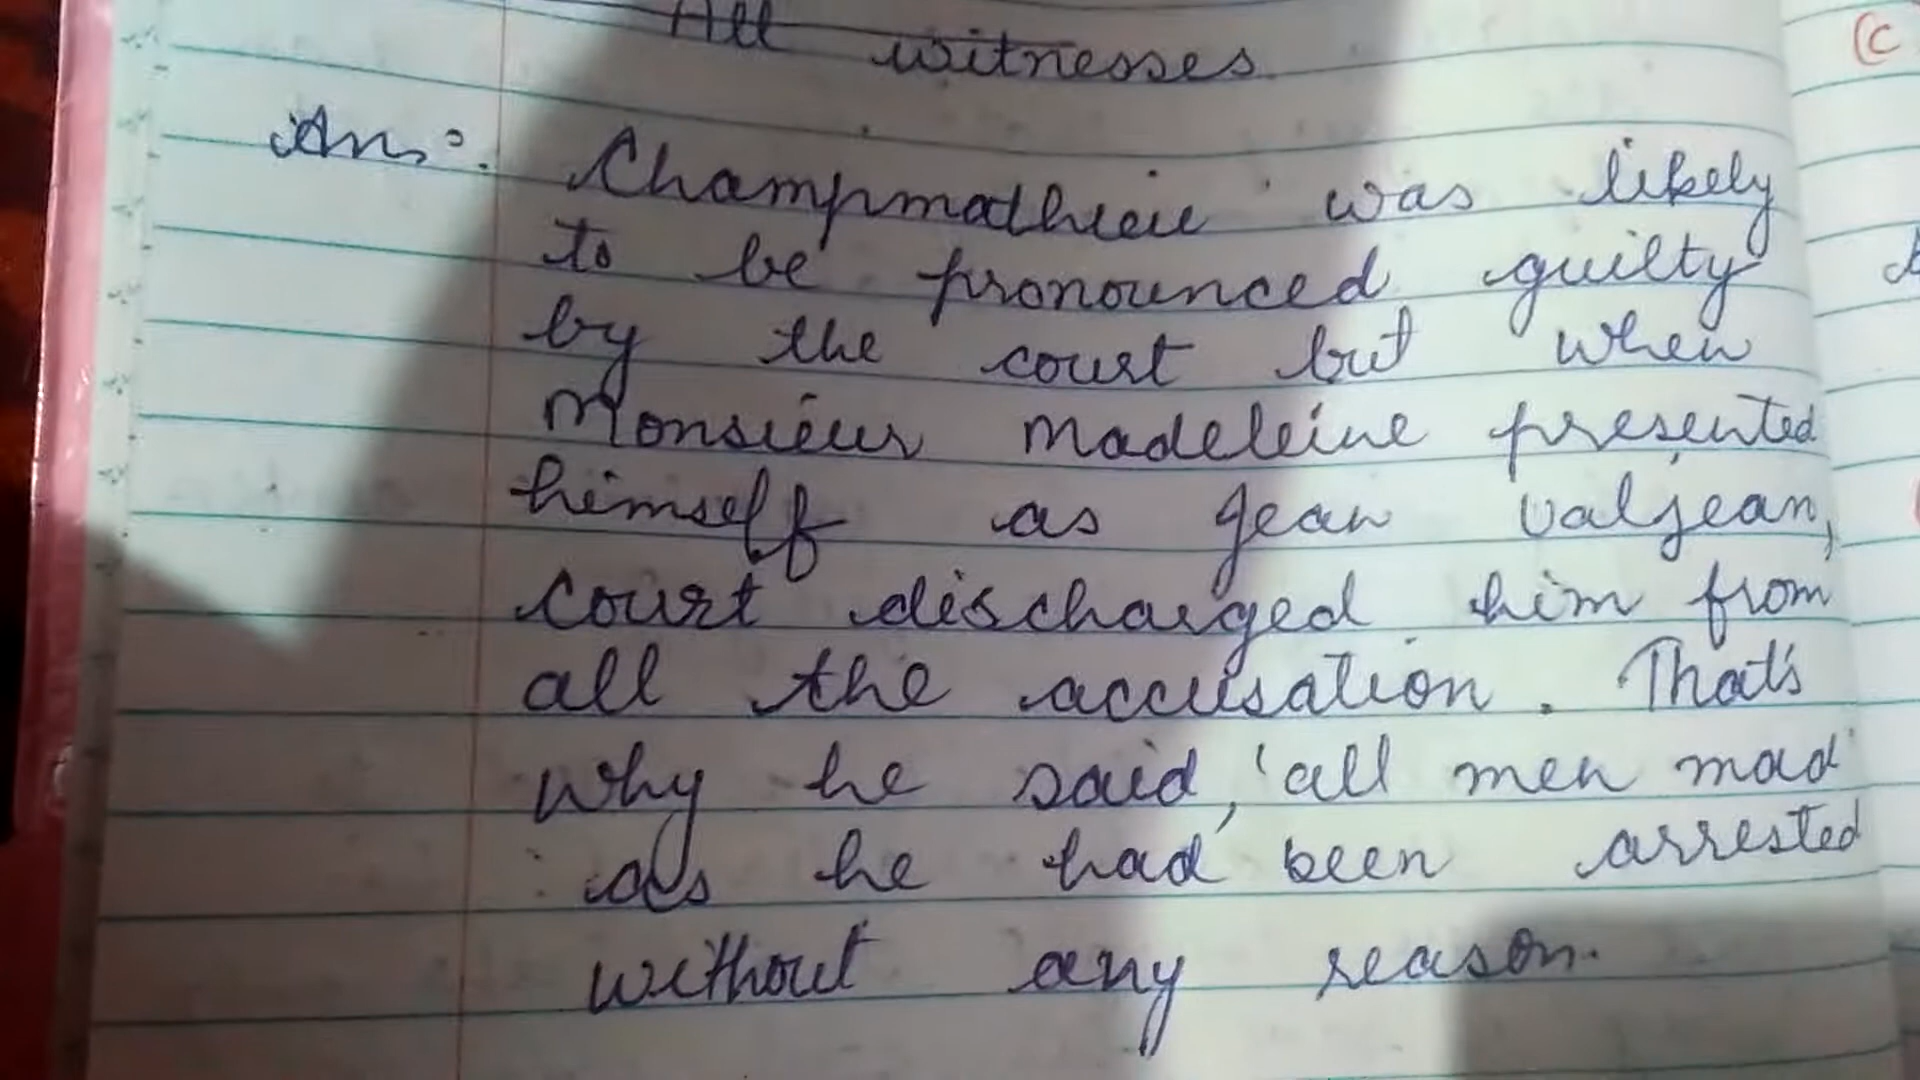 All witnesses
Ans:. Champmathieu was likely
to be pronounced guilty
by the court but when
Monsieur Madeleine presented
himself as Jean Valjean,
court discharged him from
all the accusation. That's
why he said, 'all men mad'
as he had been arrested
without any reason.
(c